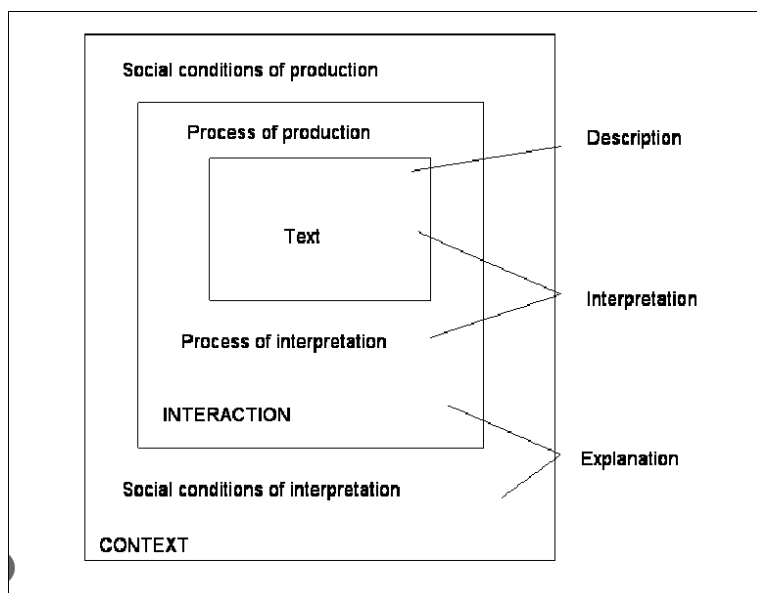 Social conditions of production
Process of production
Description
Text
Interpretation
Process of interpretation
INTERACTION
Explanation
Social conditions of interpretation
CONTEXT